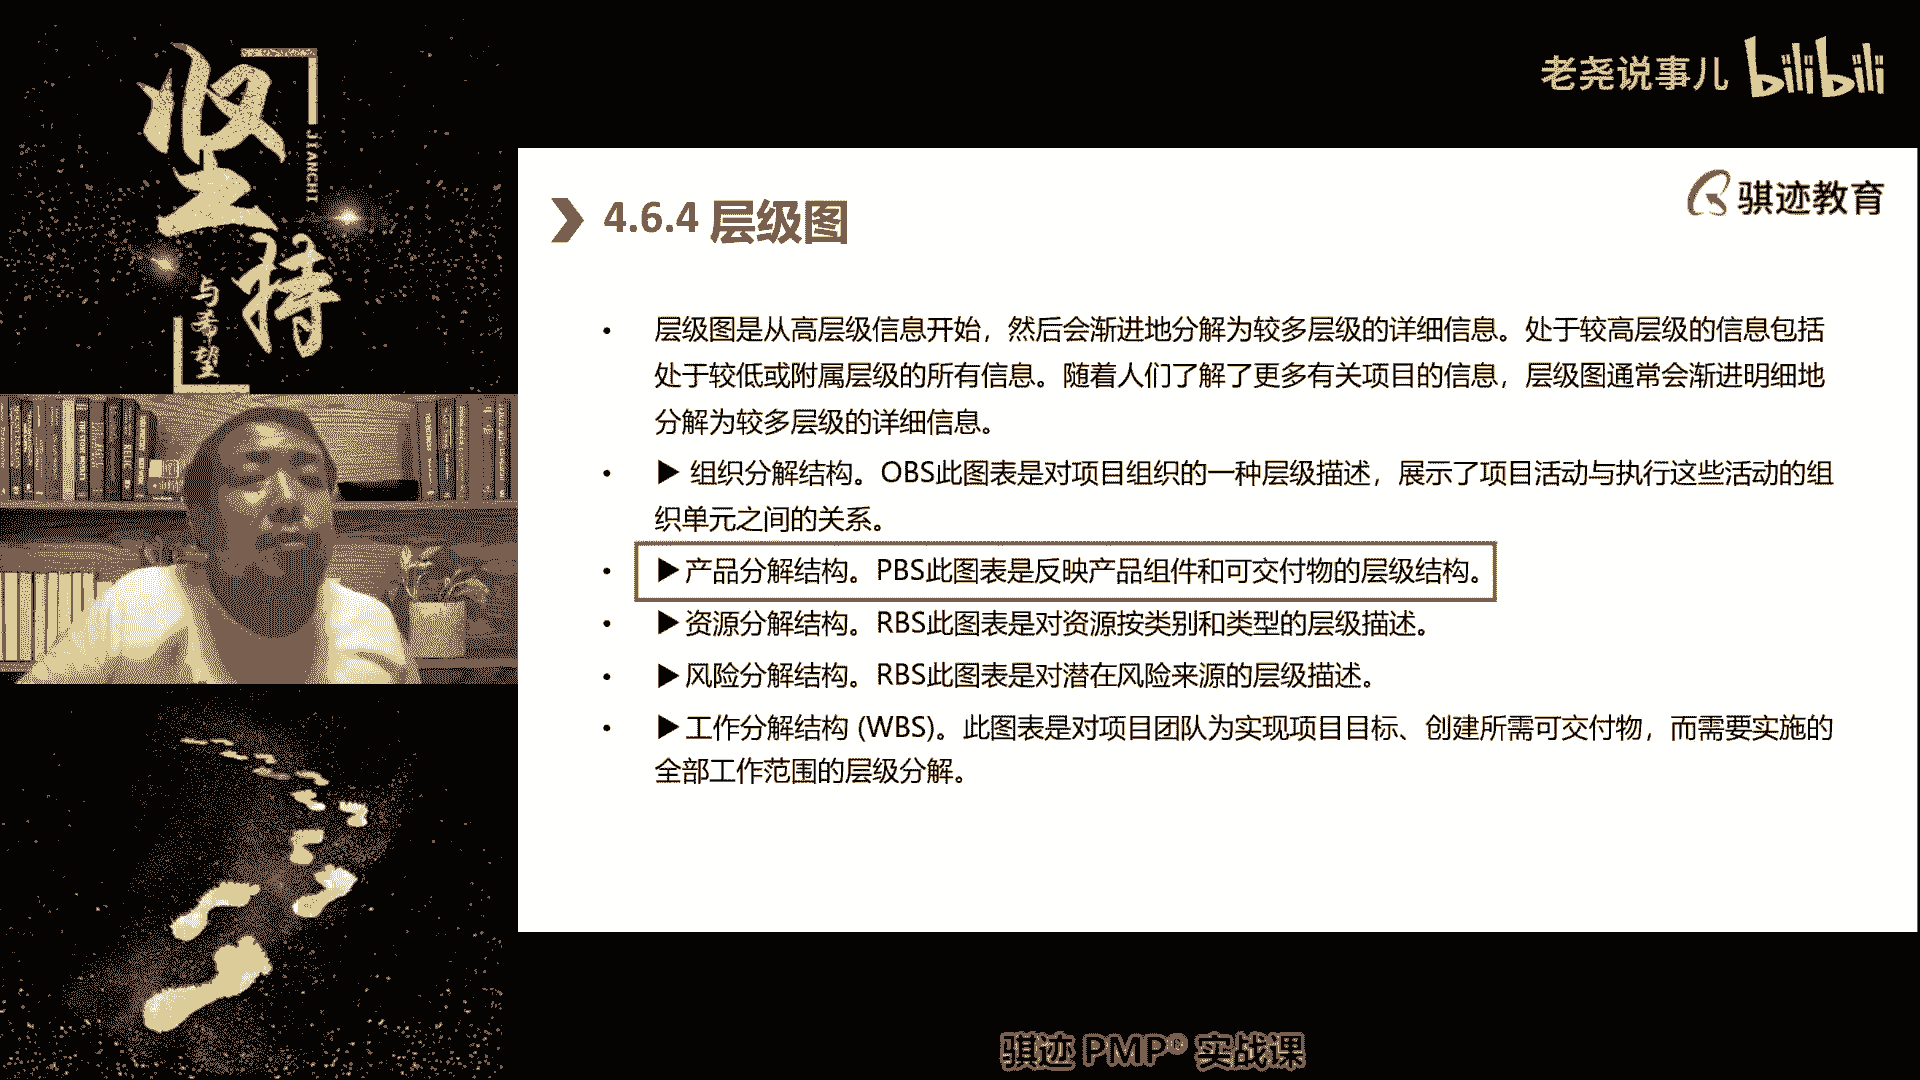 坚持
JIANCHI
与希望
老尧说事儿 bilibili
骐迹教育
4.6.4 层级图
• 层级图是从高层级信息开始，然后会渐进地分解为较多层级的详细信息。处于较高层级的信息包括
处于较低或附属层级的所有信息。随着人们了解了更多有关项目的信息，层级图通常会渐进明细地
分解为较多层级的详细信息。
• ▶ 组织分解结构。OBS此图表是对项目组织的一种层级描述，展示了项目活动与执行这些活动的组
织单元之间的关系。
• ▶产品分解结构。PBS此图表是反映产品组件和可交付物的层级结构。
• ▶资源分解结构。RBS此图表是对资源按类别和类型的层级描述。
• ▶风险分解结构。RBS此图表是对潜在风险来源的层级描述。
• ▶工作分解结构 (WBS)。此图表是对项目团队为实现项目目标、创建所需可交付物，而需要实施的
全部工作范围的层级分解。
骐迹 PMP® 实战课